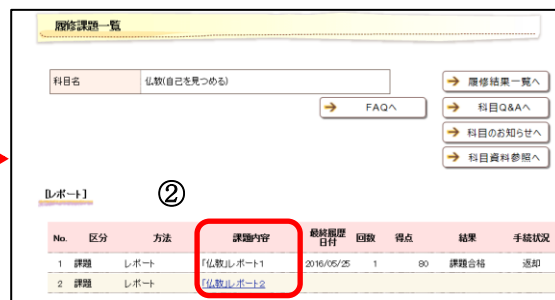 履修課題一覧
科目名 仏教(自己を見つめる)
→ 履修結果一覧へ
→ FAQへ
→ 科目Q&Aへ
→ 科目のお知らせへ
→ 科目資料参照へ
[レポート] ②
No. 区分 方法 課題内容 最終履歴日付 回数 得点 結果 手続状況
1 課題 レポート 「仏教」レポート1 2016/05/25 1 80 課題合格 返却
2 課題 レポート 「仏教」レポート2